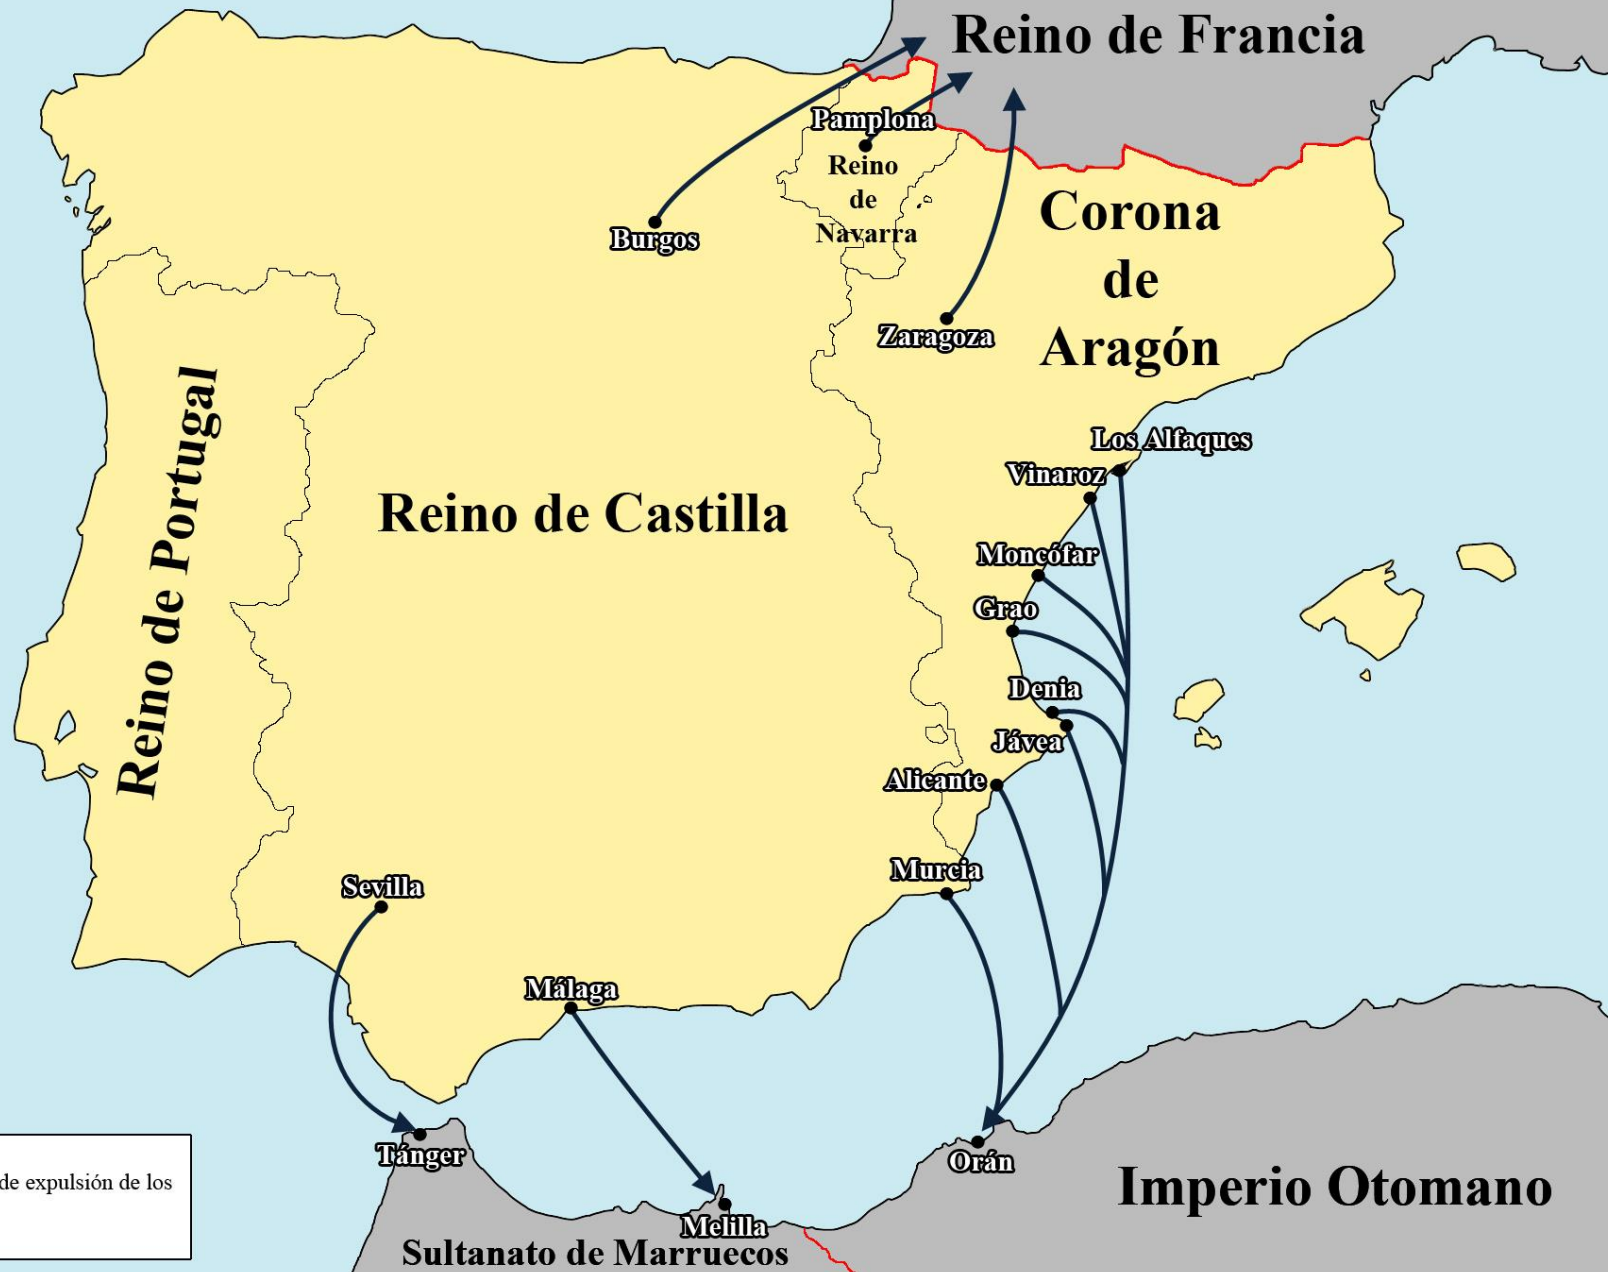 Reino de Francia
Pamplona
Reino
de
Navarra
Burgos
Corona
de
Aragón
Zaragoza
Reino de Portugal
Los Alfaques
Vinaroz
Reino de Castilla
Moncófar
Grao
Denia
Jávea
Alicante
Murcia
Sevilla
Málaga
Tánger
Orán
de expulsión de los
Imperio Otomano
Melilla
Sultanato de Marruecos